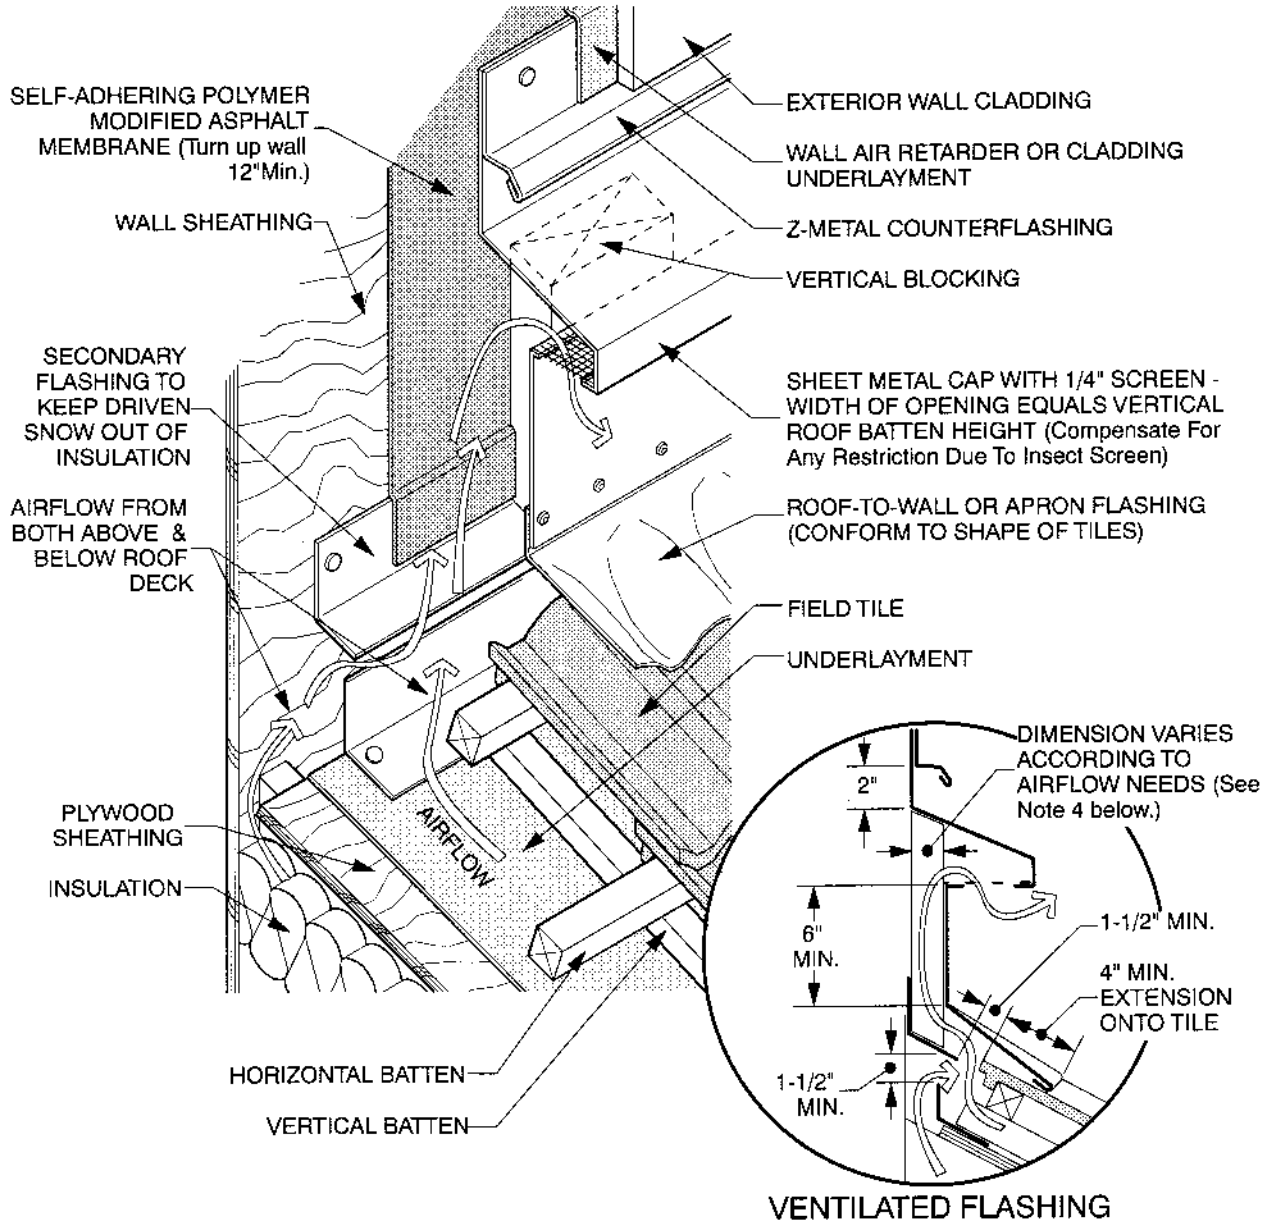 SELF-ADHERING POLYMER
MODIFIED ASPHALT
MEMBRANE (Turn up wall
12"Min.)
WALL SHEATHING
SECONDARY
FLASHING TO
KEEP DRIVEN
SNOW OUT OF
INSULATION
AIRFLOW FROM
BOTH ABOVE &
BELOW ROOF
DECK
PLYWOOD
SHEATHING
INSULATION
HORIZONTAL BATTEN
VERTICAL BATTEN
AIRFLOW
EXTERIOR WALL CLADDING
WALL AIR RETARDER OR CLADDING
UNDERLAYMENT
Z-METAL COUNTERFLASHING
VERTICAL BLOCKING
SHEET METAL CAP WITH 1/4" SCREEN -
WIDTH OF OPENING EQUALS VERTICAL
ROOF BATTEN HEIGHT (Compensate For
Any Restriction Due To Insect Screen)
ROOF-TO-WALL OR APRON FLASHING
(CONFORM TO SHAPE OF TILES)
FIELD TILE
UNDERLAYMENT
DIMENSION VARIES
ACCORDING TO
AIRFLOW NEEDS (See
Note 4 below.)
2"
6"
MIN.
1-1/2" MIN.
4" MIN.
EXTENSION
ONTO TILE
1-1/2"
MIN.
VENTILATED FLASHING